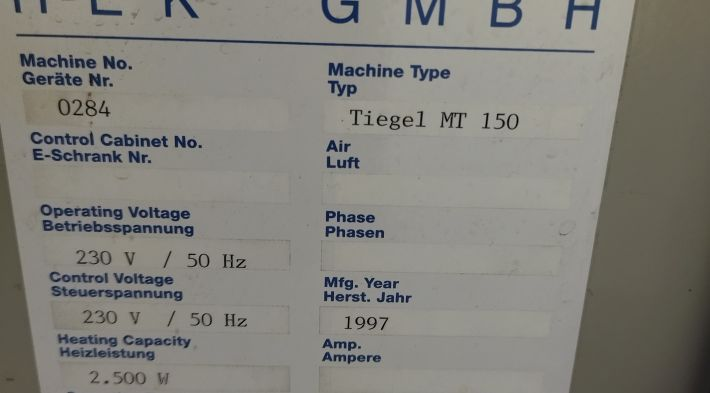 GMBH
Machine No.
Geräte Nr.
0284
Machine Type
Typ
Tiegel MT 150
Control Cabinet No.
E-Schrank Nr.
Air
Luft
Operating Voltage
Betriebsspannung
230 V / 50 Hz
Phase
Phasen
Control Voltage
Steuerspannung
230 V / 50 Hz
Mfg. Year
Herst. Jahr
1997
Heating Capacity
Heizleistung
2.500 W
Amp.
Ampere